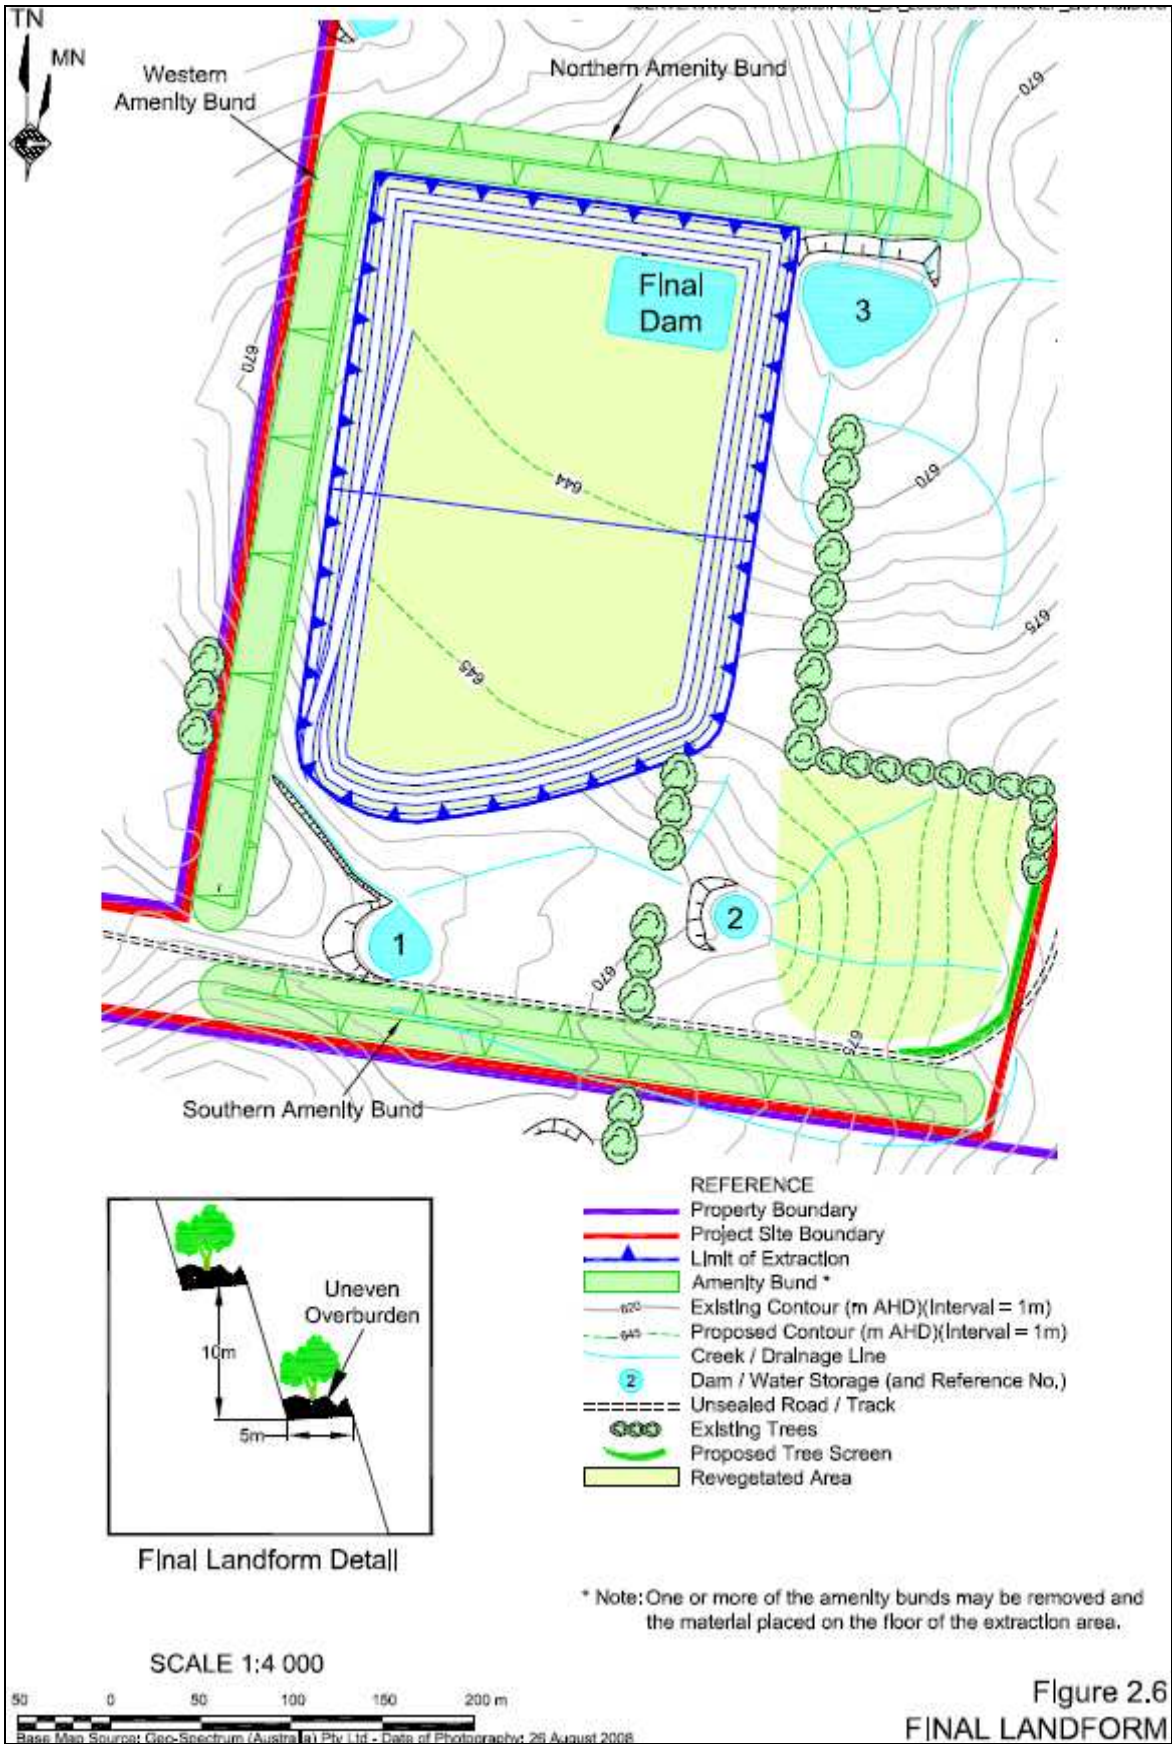 TN
MN
Western
Amenity Bund
Northern Amenity Bund
670
Final
Dam
3
670
644
670
675
645
2
1
670
675
Southern Amenity Bund
REFERENCE
Property Boundary
Project Site Boundary
Limit of Extraction
Amenity Bund *
620 Existing Contour (m AHD)(Interval = 1m)
645 Proposed Contour (m AHD)(Interval = 1m)
Creek / Drainage Line
2 Dam / Water Storage (and Reference No.)
Unsealed Road / Track
Existing Trees
Proposed Tree Screen
Revegetated Area
Uneven
Overburden
10m
5m
Final Landform Detail
* Note: One or more of the amenity bunds may be removed and
the material placed on the floor of the extraction area.
SCALE 1:4 000
50 0 50 100 150 200 m
Base Map Source: Geo-Spectrum (Australia) Pty Ltd - Date of Photography: 26 August 2008
Figure 2.6
FINAL LANDFORM